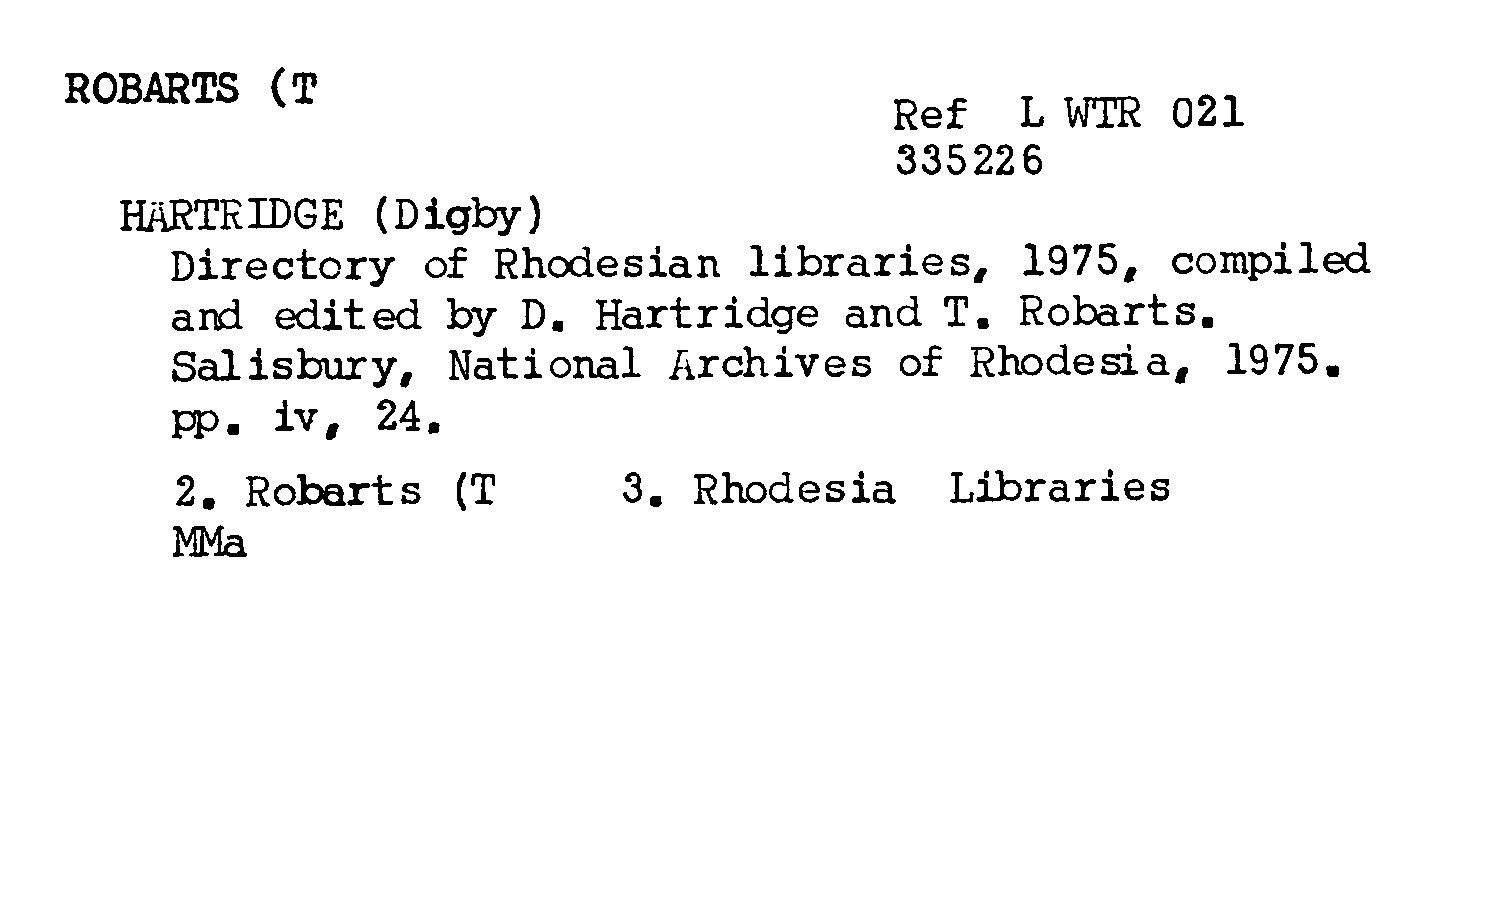 ROBARTS (T
Ref L WTR 021
335226
HARTRIDGE (Digby)
Directory of Rhodesian libraries, 1975, compiled
and edited by D. Hartridge and T. Robarts.
Salisbury, National Archives of Rhodesia, 1975.
pp. iv, 24.
2. Robarts (T 3. Rhodesia Libraries
MMa